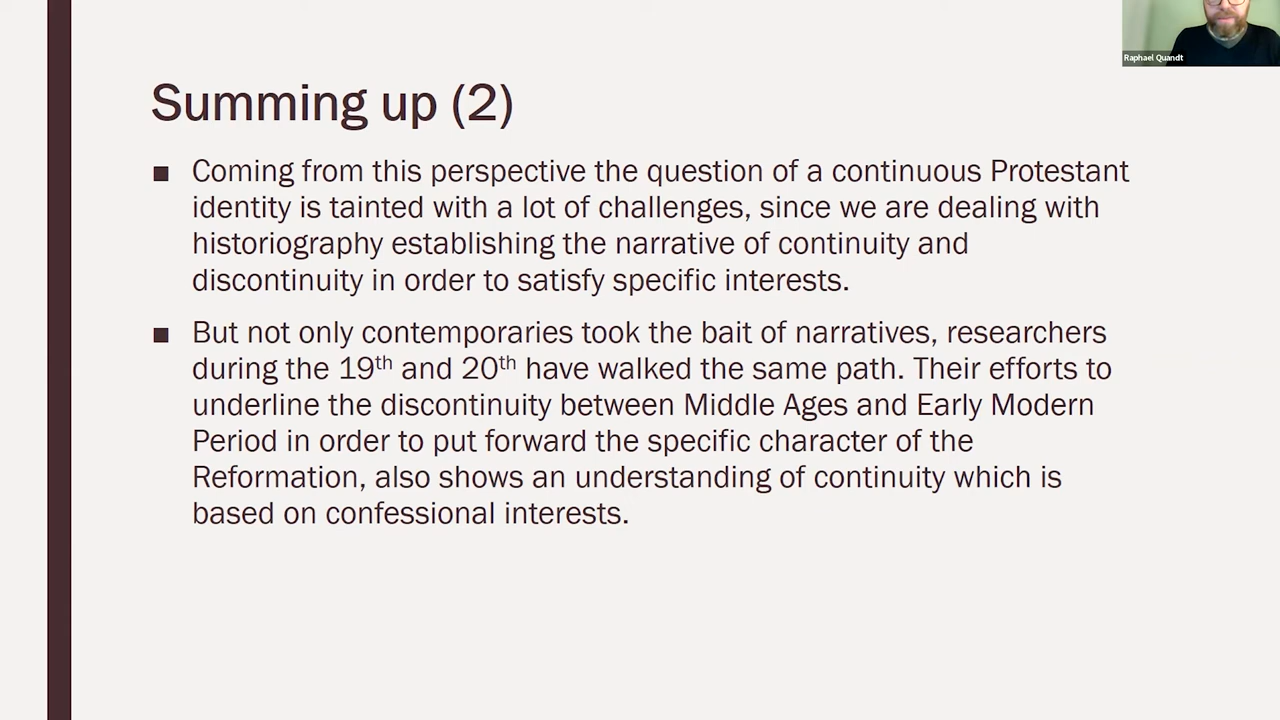 Raphael Quandt
Summing up (2)
■ Coming from this perspective the question of a continuous Protestant
identity is tainted with a lot of challenges, since we are dealing with
historiography establishing the narrative of continuity and
discontinuity in order to satisfy specific interests.
■ But not only contemporaries took the bait of narratives, researchers
during the 19th and 20th have walked the same path. Their efforts to
underline the discontinuity between Middle Ages and Early Modern
Period in order to put forward the specific character of the
Reformation, also shows an understanding of continuity which is
based on confessional interests.